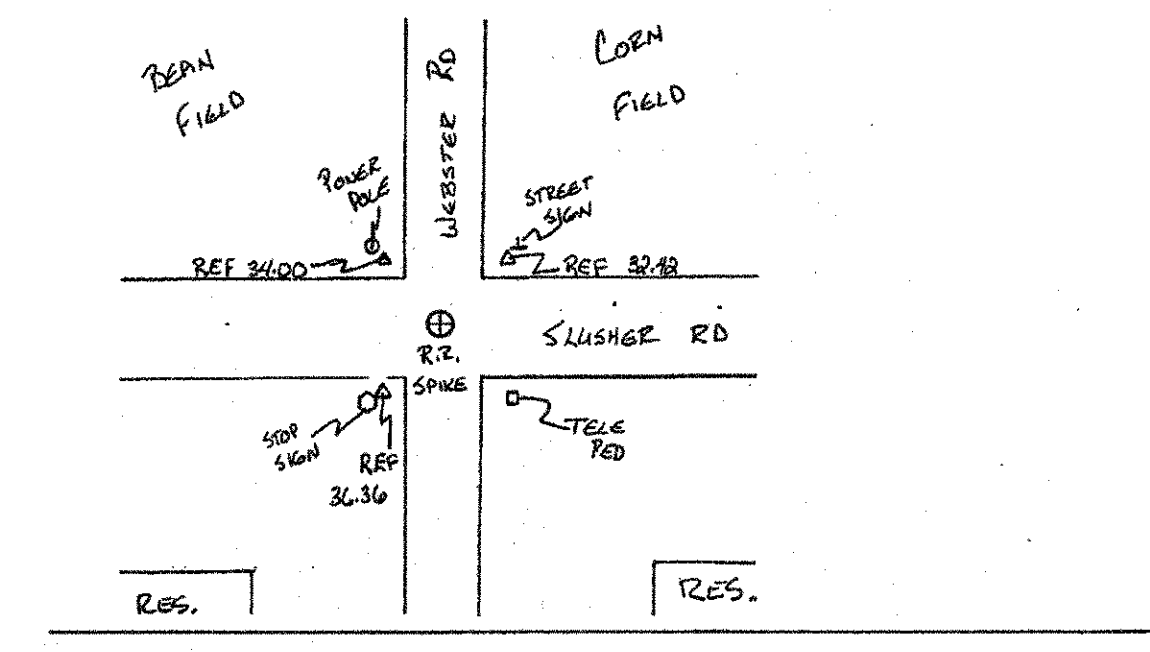 BEAN
FIELD
WEBSTER RD
CORN
FIELD
POWER
POLE
STREET
SIGN
REF 34.00
REF 32.42
R.R.
SPIKE
SLUSHER RD
STOP
SIGN
REF
36.36
TELE
PED
RES.
RES.